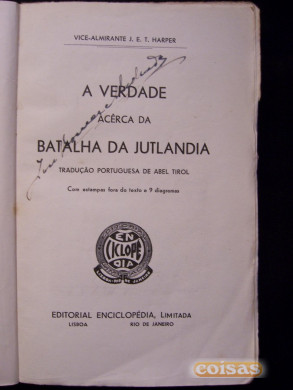 VICE-ALMIRANTE J. E. T. HARPER
A VERDADE
ACÊRCA DA
BATALHA DA JUTLANDIA
TRADUÇÃO PORTUGUESA DE ABEL TIROL
Com estampas fora do texto e 9 diagramas
EN
CICLOPE
DIA
EDITORIAL ENCICLOPÉDIA, LIMITADA
LISBOA RIO DE JANEIRO
coisas